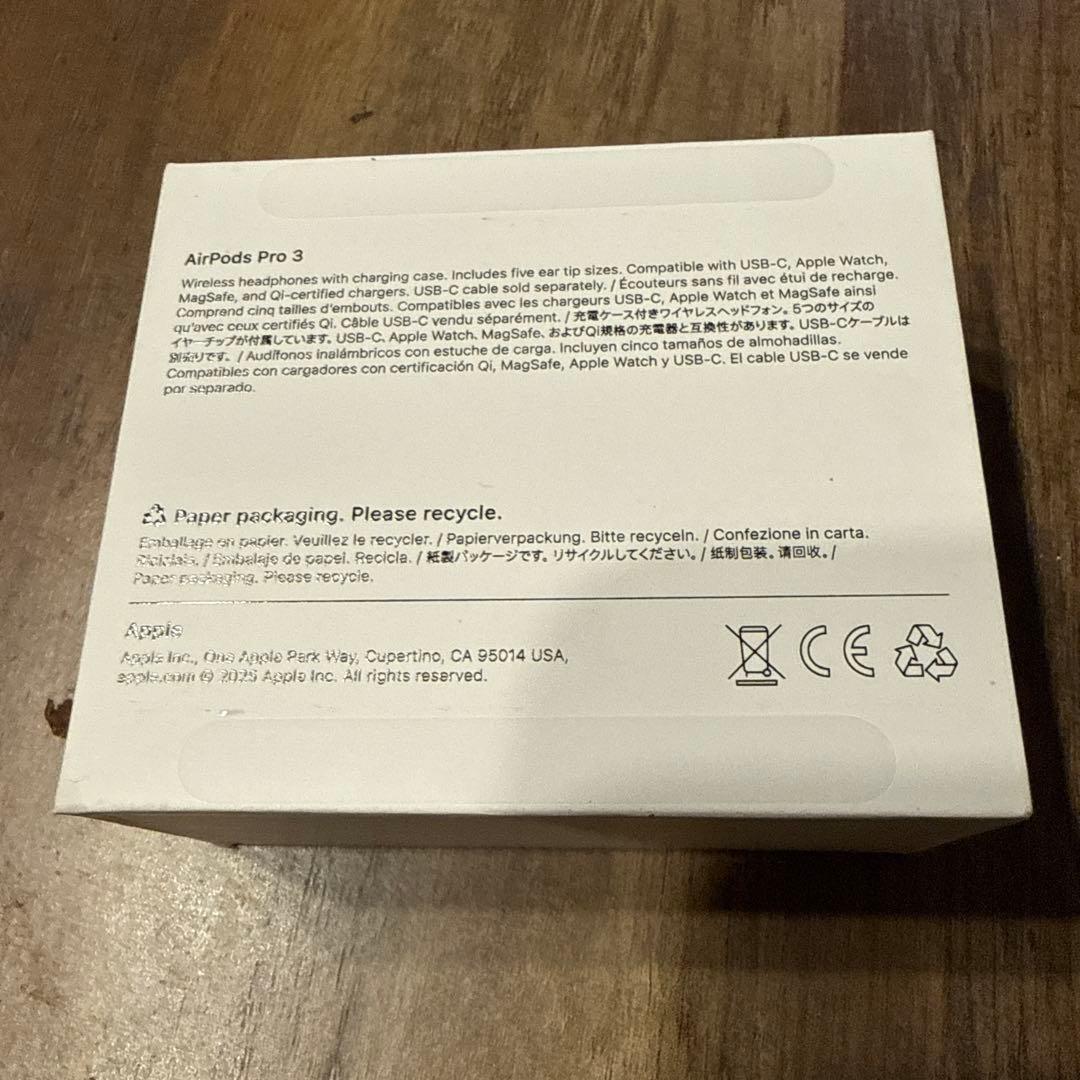 AirPods Pro 3
Wireless headphones with charging case. Includes five ear tip sizes. Compatible with USB-C, Apple Watch,
MagSafe, and Qi-certified chargers. USB-C cable sold separately. / Écouteurs sans fil avec étui de recharge.
Comprend cinq tailles d'embouts. Compatibles avec les chargeurs USB-C, Apple Watch et MagSafe ainsi
qu'avec ceux certifiés Qi. Câble USB-C vendu séparément. / 充電ケース付きワイヤレスヘッドフォン。5つのサイズの
イヤーチップが付属しています。USB-C、Apple Watch、MagSafe、およびQi規格の充電器と互換性があります。USB-Cケーブルは
別売りです。 / Audífonos inalámbricos con estuche de carga. Incluyen cinco tamaños de almohadillas.
Compatibles con cargadores con certificación Qi, MagSafe, Apple Watch y USB-C. El cable USB-C se vende
por separado.
Paper packaging. Please recycle.
Emballage en papier. Veuillez le recycler. / Papierverpackung. Bitte recyceln. / Confezione in carta.
Riciclala. / Embalaje de papel. Recicla. / 紙製パッケージです。リサイクルしてください。/ 纸制包装。请回收。/
Paper packaging. Please recycle.
Apple
Apple Inc., One Apple Park Way, Cupertino, CA 95014 USA,
apple.com © 2025 Apple Inc. All rights reserved.
CE